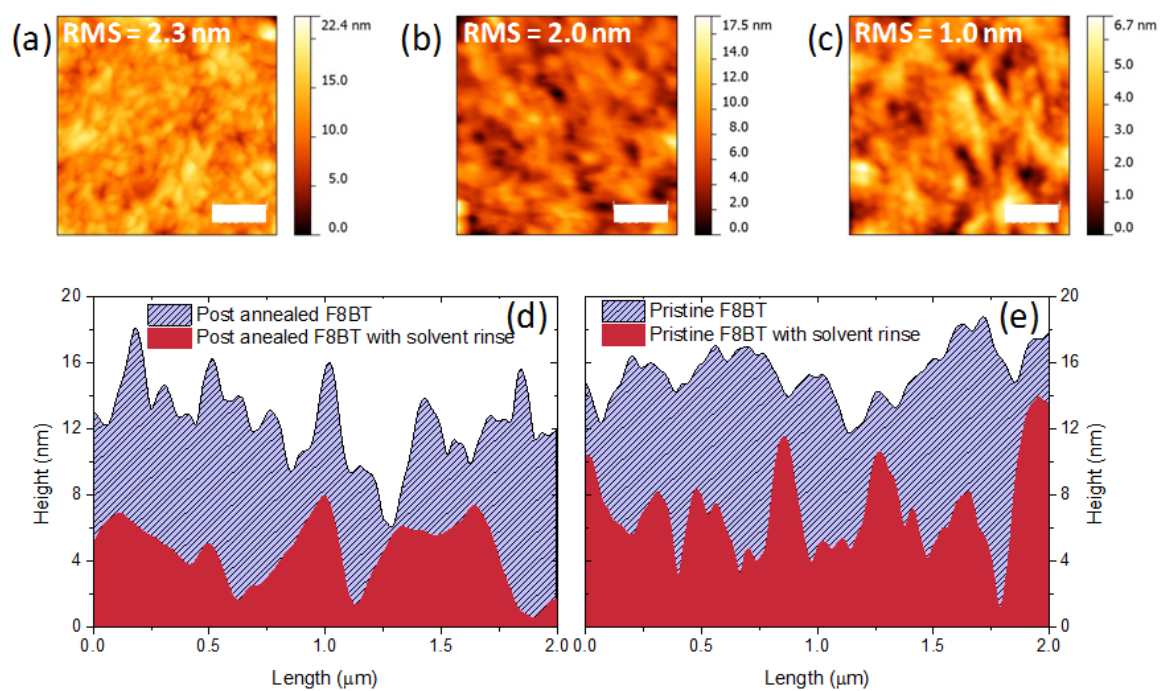 (a) RMS = 2.3 nm
22.4 nm
20.0
15.0
10.0
5.0
0.0
(b) RMS = 2.0 nm
17.5 nm
14.0
12.0
10.0
8.0
6.0
4.0
2.0
0.0
(c) RMS = 1.0 nm
6.7 nm
5.0
4.0
3.0
2.0
1.0
0.0
(d)
Post annealed F8BT
Post anealed F8BT with solvent rinse
20
16
12
8
4
0
Height (nm)
0.0 0.5 1.0 1.5 2.0
Length (μm)
(e)
Pristine F8BT
Pristine F8BT with solvent rinse
20
16
12
8
4
0
Height (nm)
0.0 0.5 1.0 1.5 2.0
Length (μm)